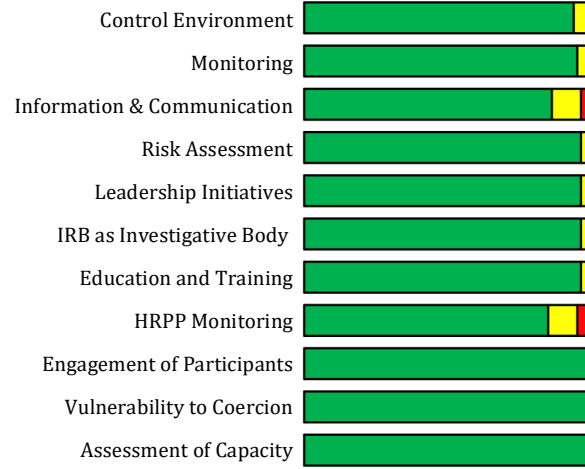 Control Environment
Monitoring
Information & Communication
Risk Assessment
Leadership Initiatives
IRB as Investigative Body
Education and Training
HRPP Monitoring
Engagement of Participants
Vulnerability to Coercion
Assessment of Capacity